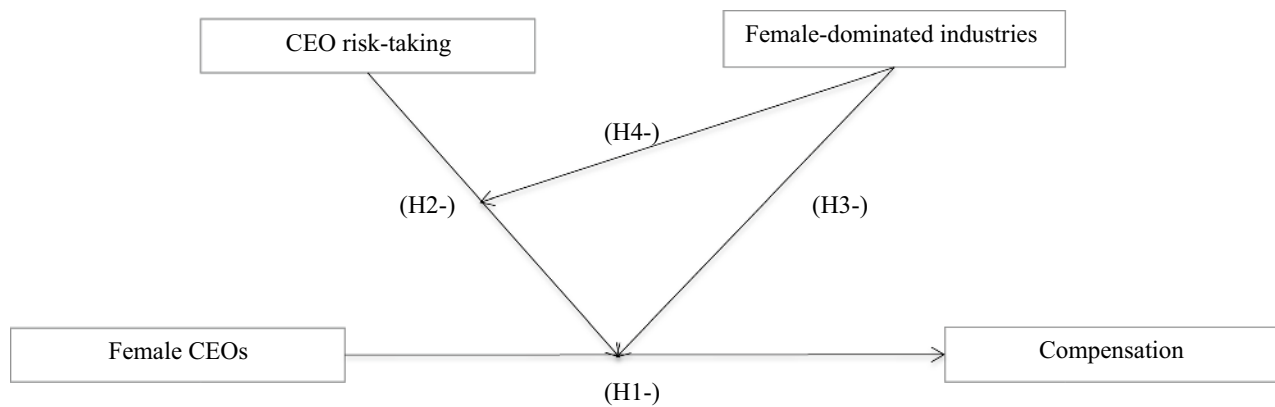 CEO risk-taking
Female-dominated industries
(H4-)
(H2-)
(H3-)
Female CEOs
Compensation
(H1-)